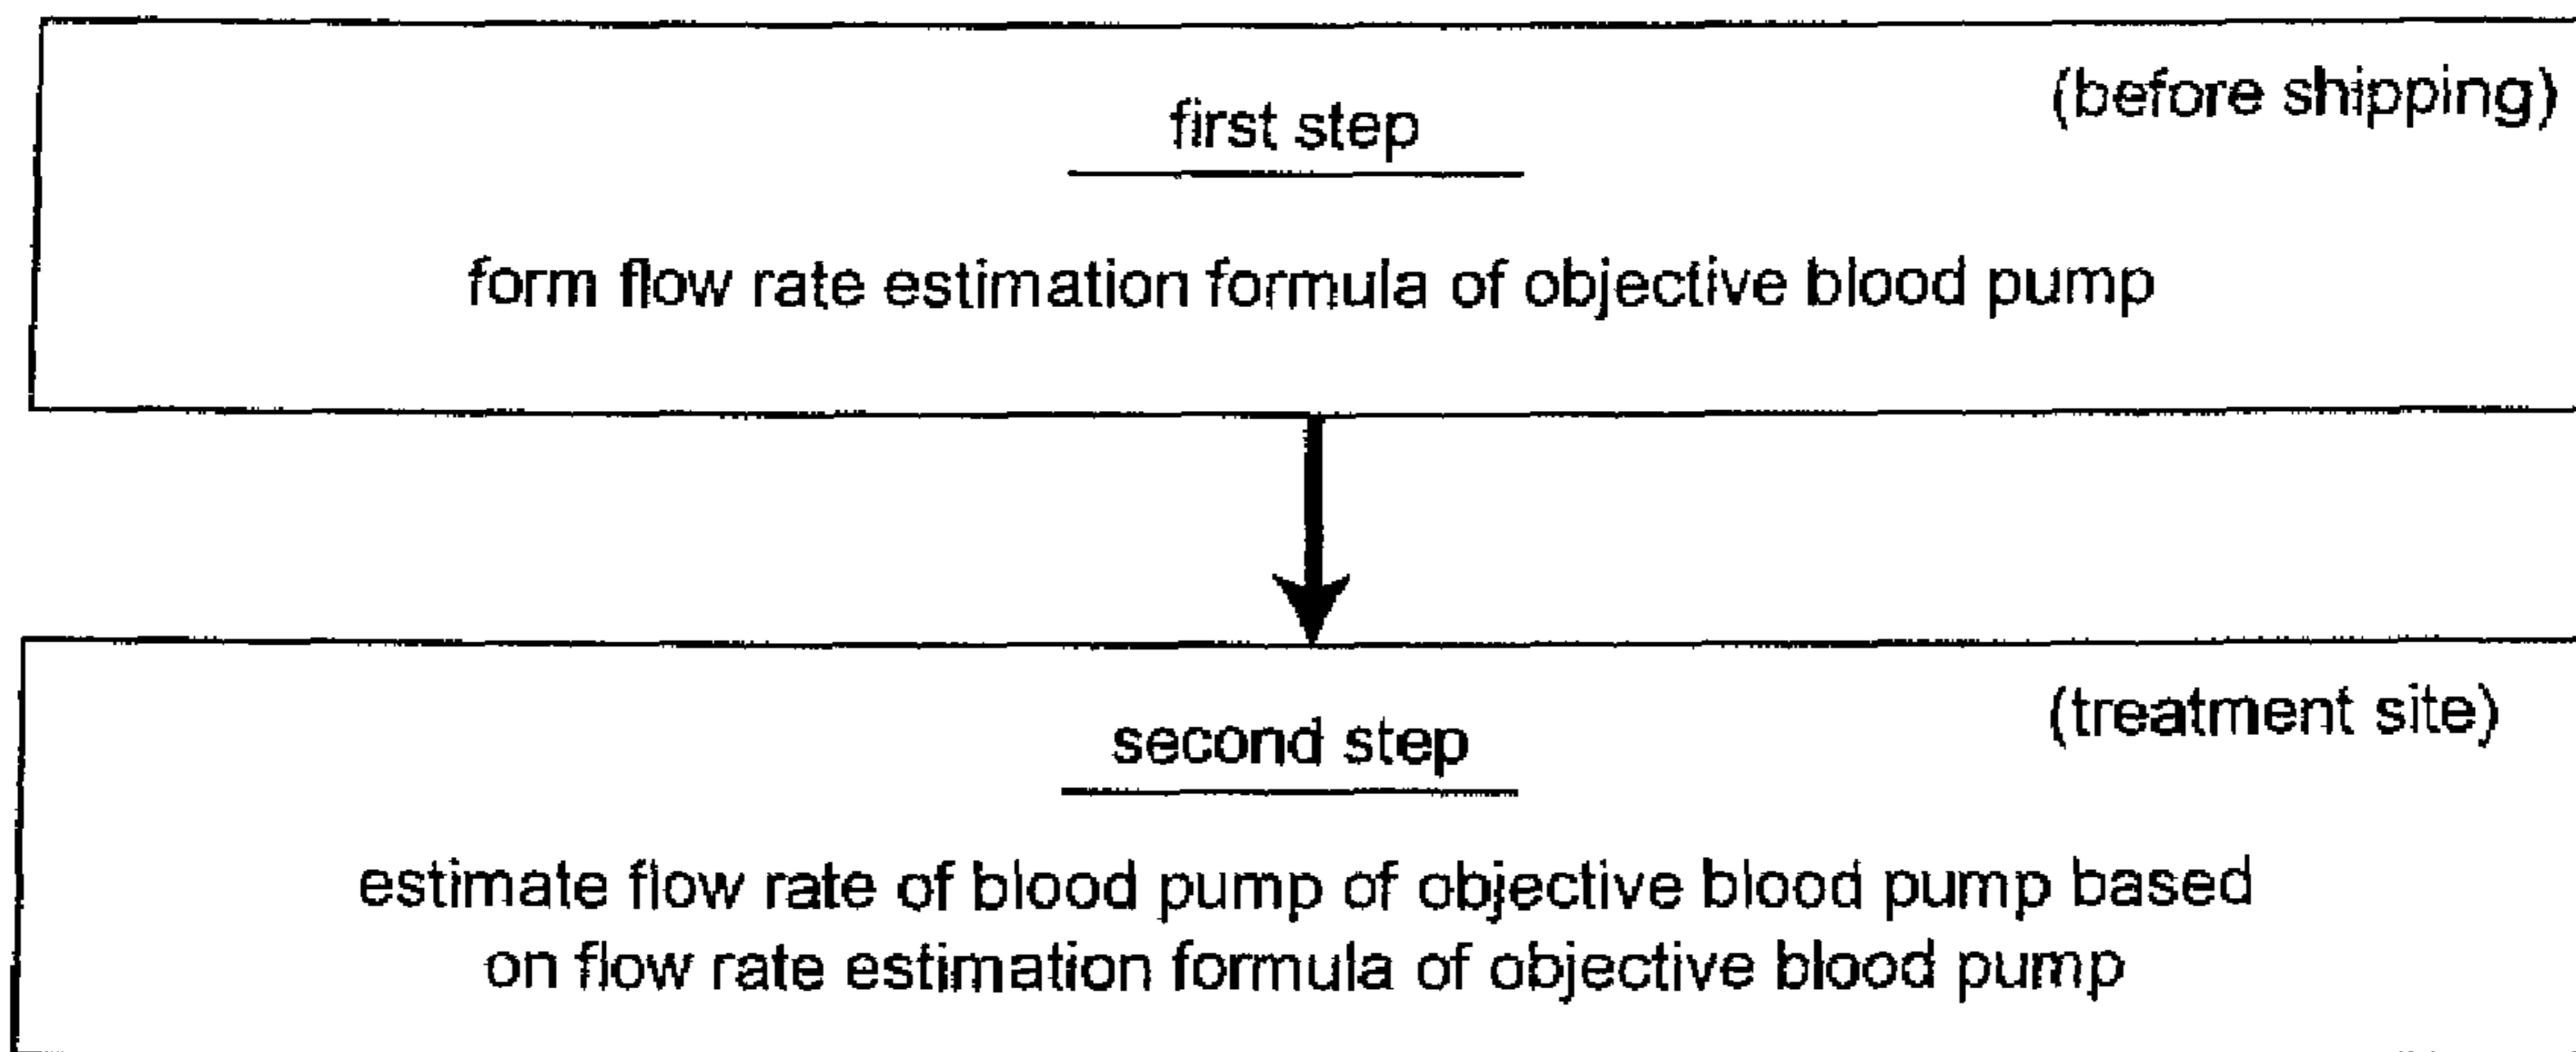 (before shipping)
first step
form flow rate estimation formula of objective blood pump
(treatment site)
second step
estimate flow rate of blood pump of objective blood pump based
on flow rate estimation formula of objective blood pump